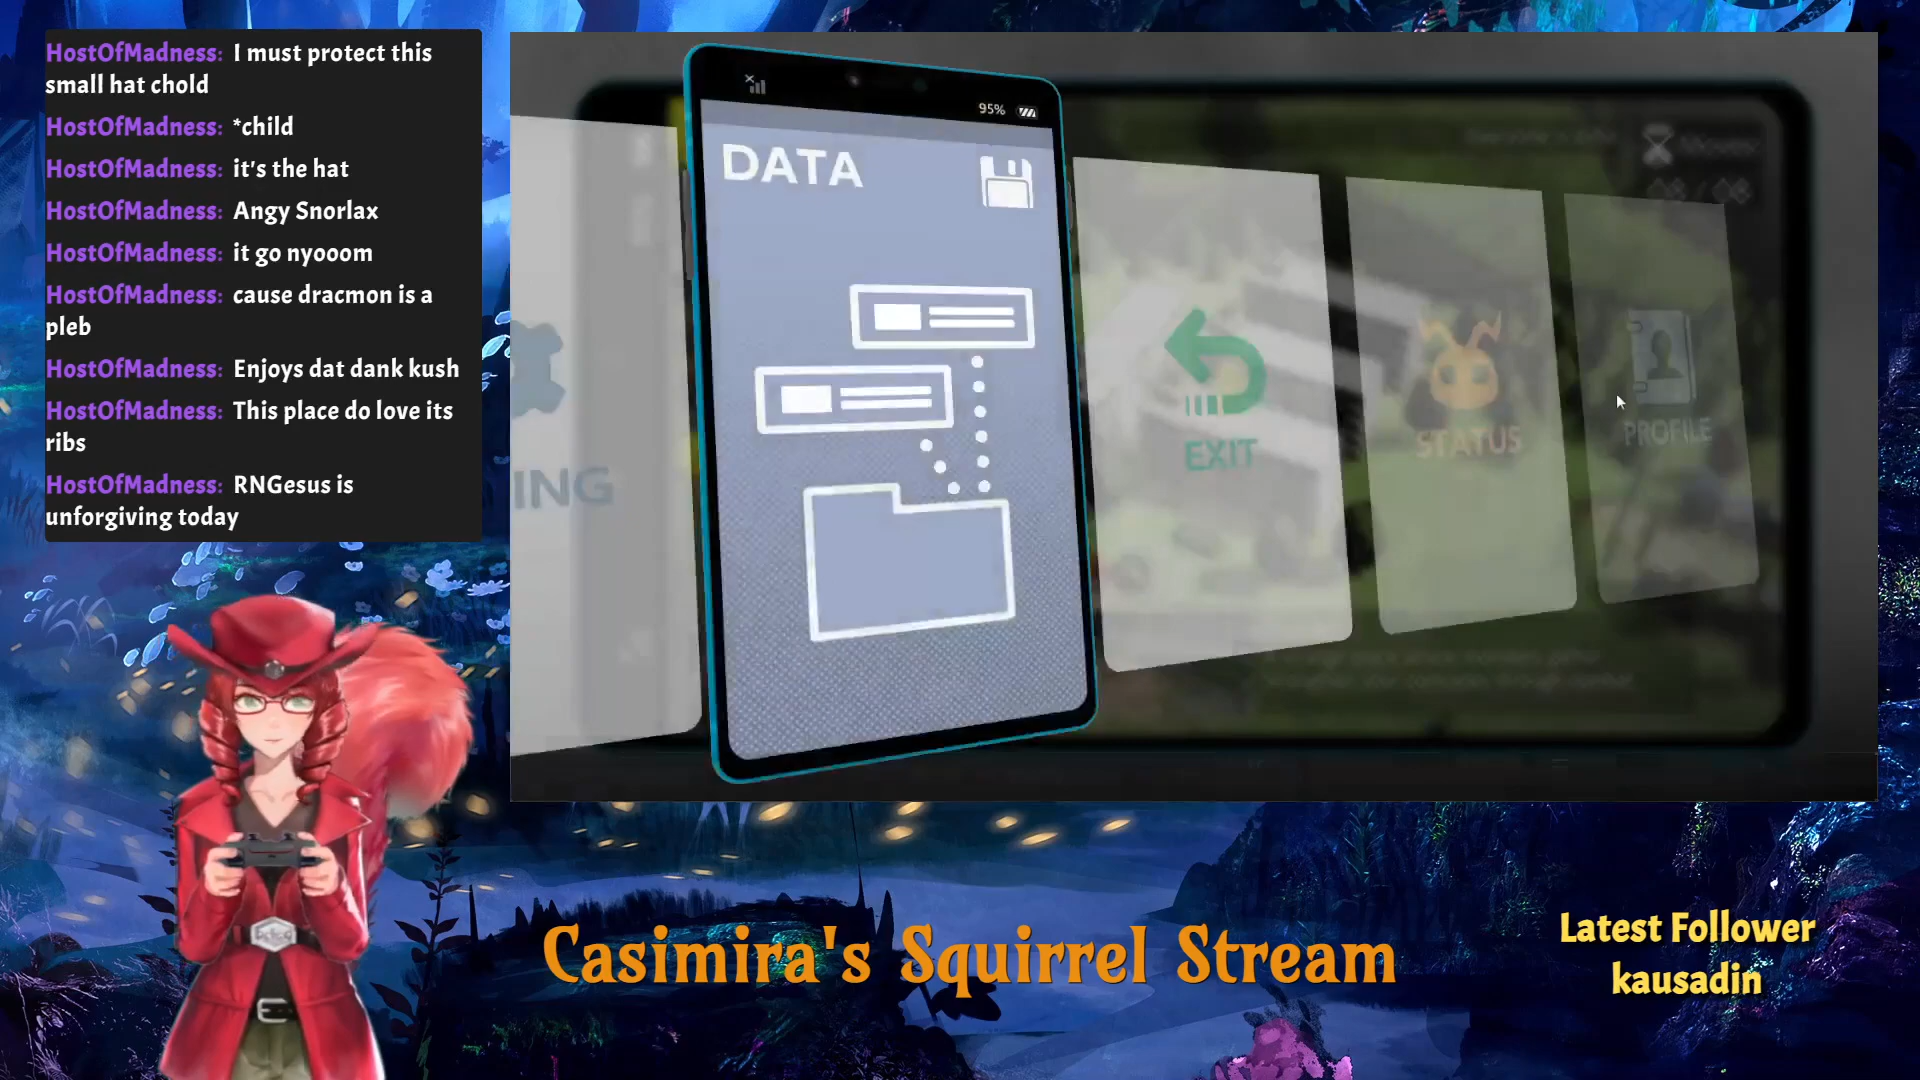 HostOfMadness: I must protect this
small hat chold
HostOfMadness: *child
HostOfMadness: it's the hat
HostOfMadness: Angy Snorlax
HostOfMadness: it go nyooom
HostOfMadness: cause dracmon is a
pleb
HostOfMadness: Enjoys dat dank kush
HostOfMadness: This place do love its
ribs
HostOfMadness: RNGesus is
unforgiving today
95%
DATA
ING
EXIT
STATUS
PROFILE
Moves
Casimira's Squirrel Stream
Latest Follower
kausadin